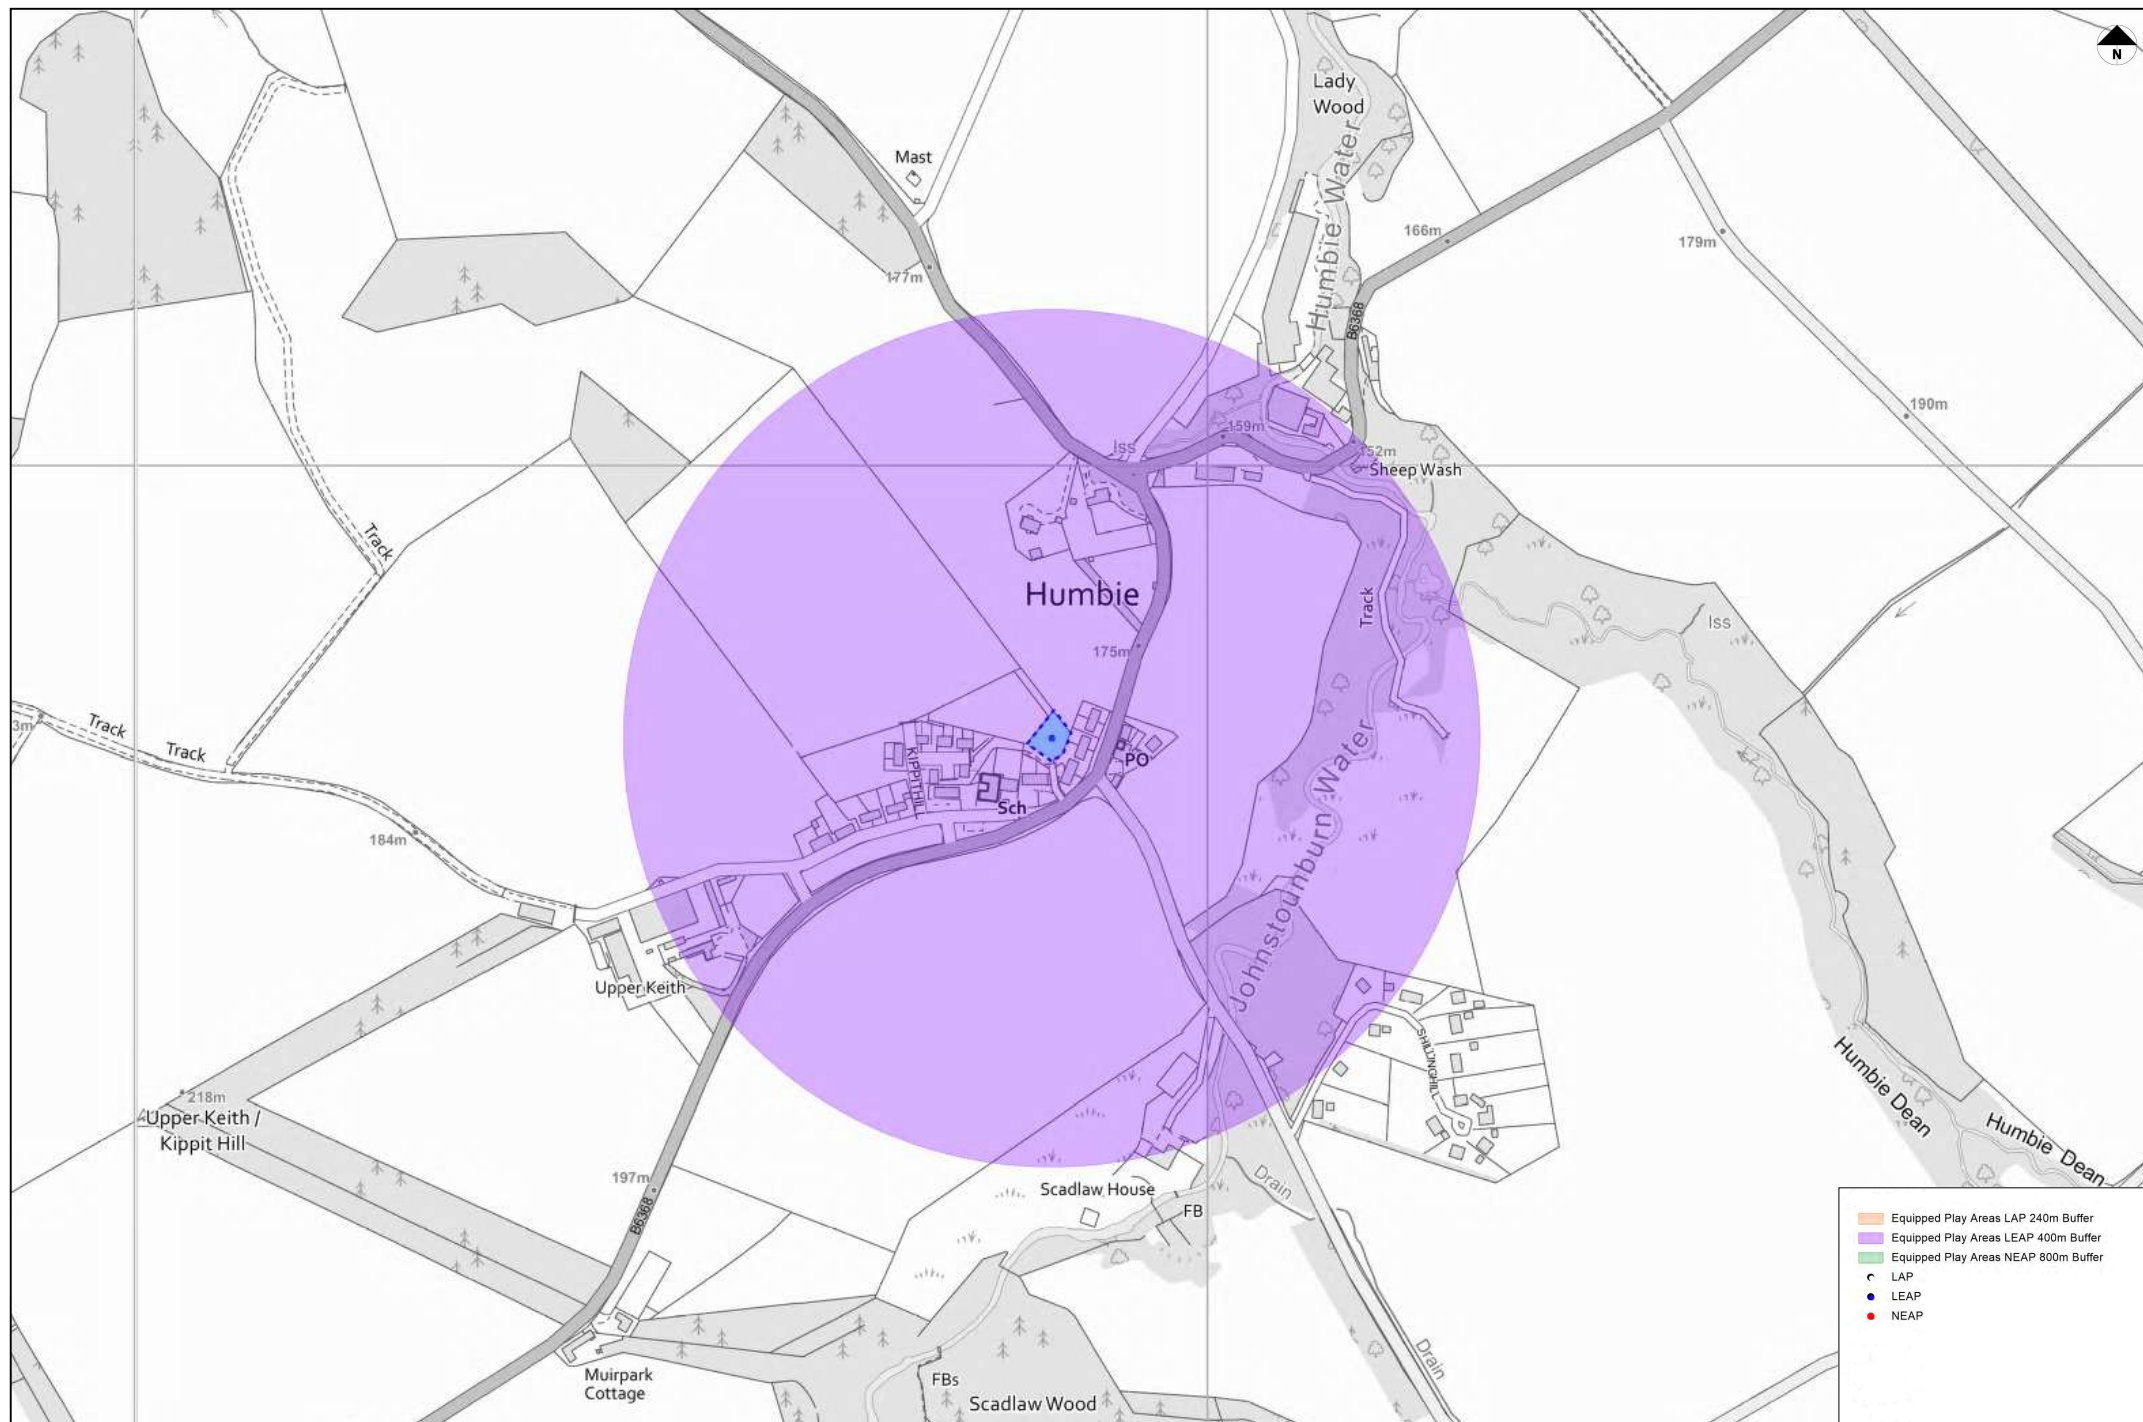 N
Lady
Wood
Mast
Humbie Water
166m
179m
177m
B6368
190m
Iss
159m
152m
Sheep Wash
Track
Humbie
Track
Iss
175m
3m
Track
Track
KIPPITHILL
PO
Sch
184m
Johnstounburn Water
Upper Keith
SHILLINGHILL
Humbie Dean
218m
Upper Keith /
Kippit Hill
Humbie Dean
197m
Scadlaw House
Drain
FB
B6368
Equipped Play Areas LAP 240m Buffer
Equipped Play Areas LEAP 400m Buffer
Equipped Play Areas NEAP 800m Buffer
LAP
LEAP
NEAP
Drain
Muirpark
Cottage
FBs
Scadlaw Wood